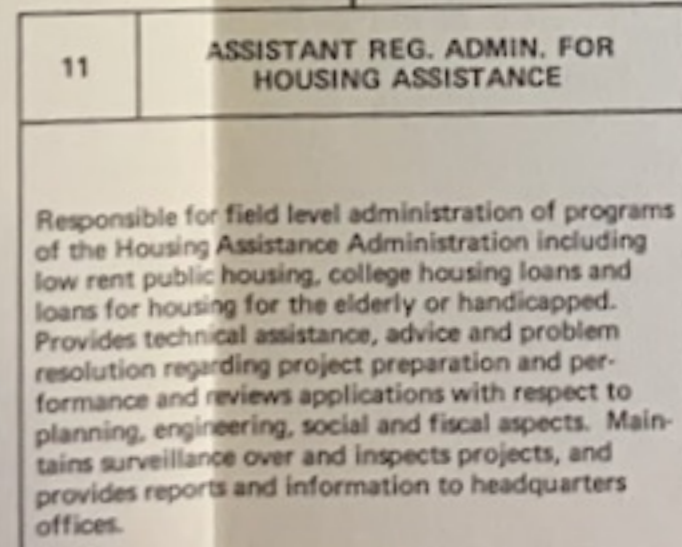 11
ASSISTANT REG. ADMIN. FOR
HOUSING ASSISTANCE
Responsible for field level administration of programs
of the Housing Assistance Administration including
low rent public housing, college housing loans and
loans for housing for the elderly or handicapped.
Provides technical assistance, advice and problem
resolution regarding project preparation and per-
formance and reviews applications with respect to
planning, engineering, social and fiscal aspects. Main-
tains surveillance over and inspects projects, and
provides reports and information to headquarters
offices.